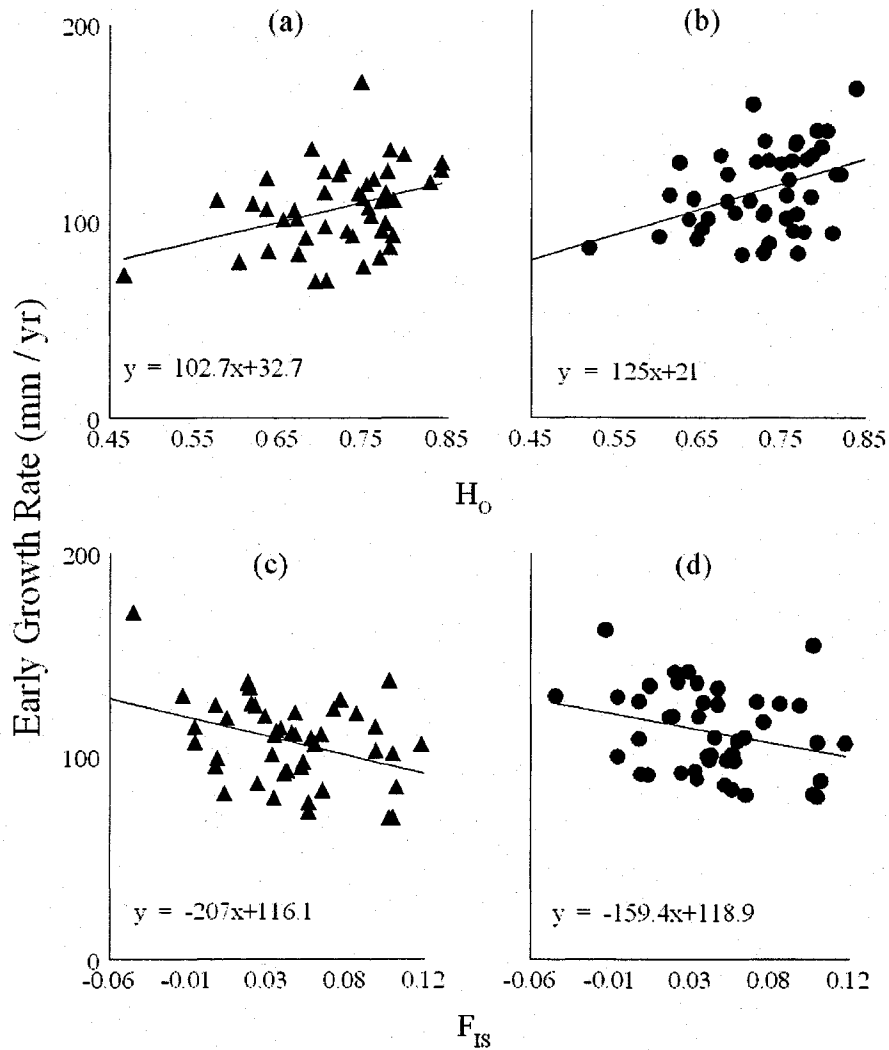 (a)
(b)
200
100
0
y = 102.7x+32.7
y = 125x+21
0.45 0.55 0.65 0.75 0.85
0.45 0.55 0.65 0.75 0.85
H_O
Early Growth Rate (mm / yr)
(c)
(d)
200
100
0
y = -207x+116.1
y = -159.4x+118.9
-0.06 -0.01 0.03 0.08 0.12
-0.06 -0.01 0.03 0.08 0.12
F_IS